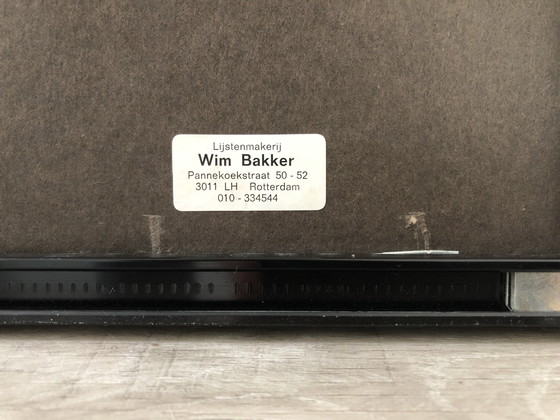 Lijstenmakerij
Wim Bakker
Pannekoekstraat 50 - 52
3011 LH Rotterdam
010 - 334544